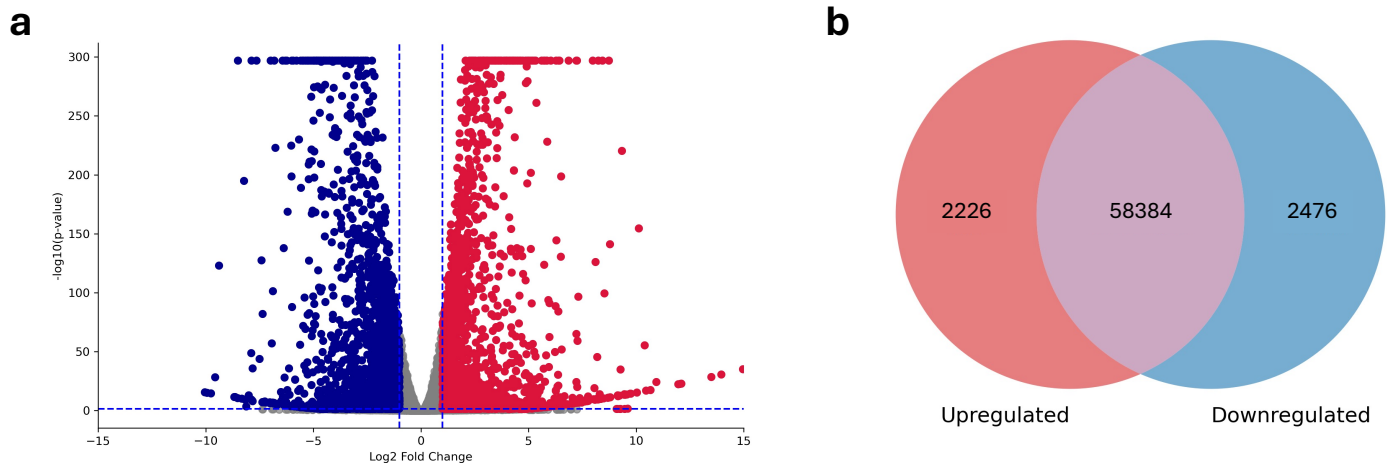 a
300
250
200
150
100
50
0
-log10(p-value)
−15 −10 −5 0 5 10 15
Log2 Fold Change
b
2226 58384 2476
Upregulated Downregulated